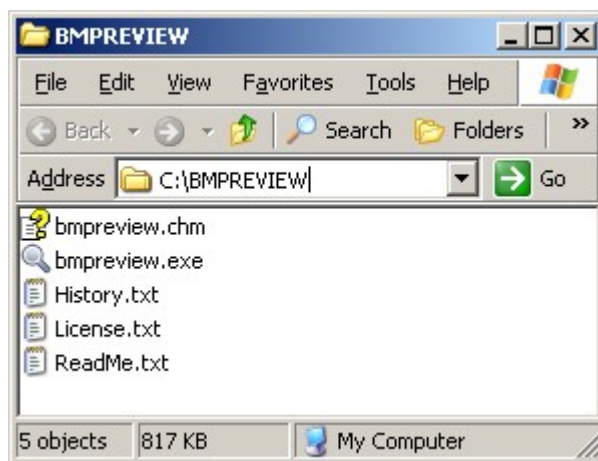 BMPREVIEW
File Edit View Favorites Tools Help
Back Search Folders »
Address C:\BMPREVIEW Go
bmpreview.chm
bmpreview.exe
History.txt
License.txt
ReadMe.txt
5 objects 817 KB My Computer